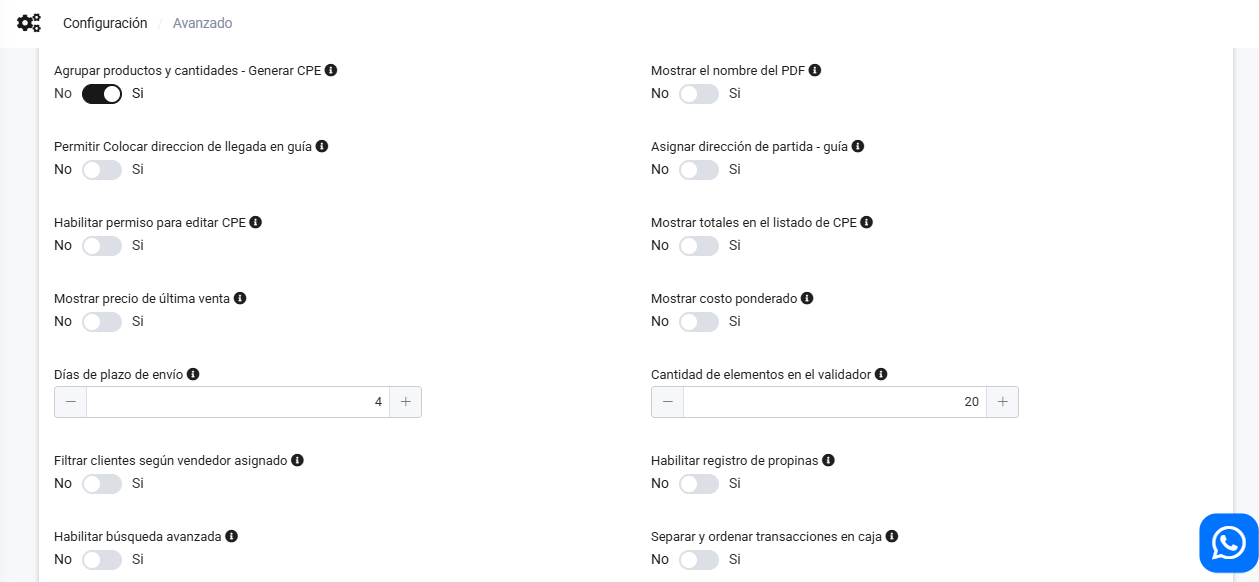 Configuración / Avanzado
Agrupar productos y cantidades - Generar CPE
No Si
Mostrar el nombre del PDF
No Si
Permitir Colocar direccion de llegada en guía
No Si
Asignar dirección de partida - guía
No Si
Habilitar permiso para editar CPE
No Si
Mostrar totales en el listado de CPE
No Si
Mostrar precio de última venta
No Si
Mostrar costo ponderado
No Si
Días de plazo de envío
− 4 +
Cantidad de elementos en el validador
− 20 +
Filtrar clientes según vendedor asignado
No Si
Habilitar registro de propinas
No Si
Habilitar búsqueda avanzada
No Si
Separar y ordenar transacciones en caja
No Si